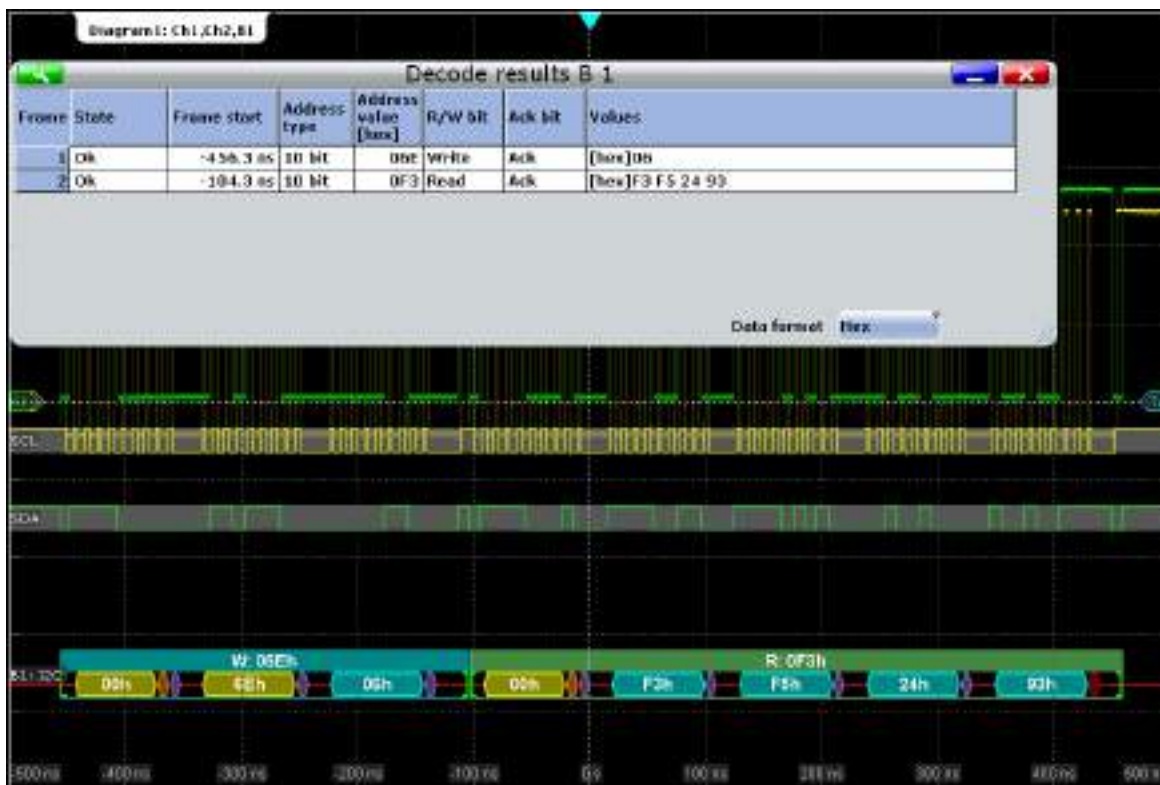 Diagram1: Ch1,Ch2,B1
Decode results B 1
Frame State Frame start Address type Address value [hex] R/W bit Ack bit Values
1 Ok -456.3 ns 10 bit 06E Write Ack [hex]06
2 Ok -104.3 ns 10 bit 0F3 Read Ack [hex]F3 F5 24 93
Data format Hex
SCL
SDA
W: 06Eh R: 0F3h
00h 6Eh 06h 00h F3h F5h 24h 93h
-500 ns -400 ns -300 ns -200 ns -100 ns 0 s 100 ns 200 ns 300 ns 400 ns